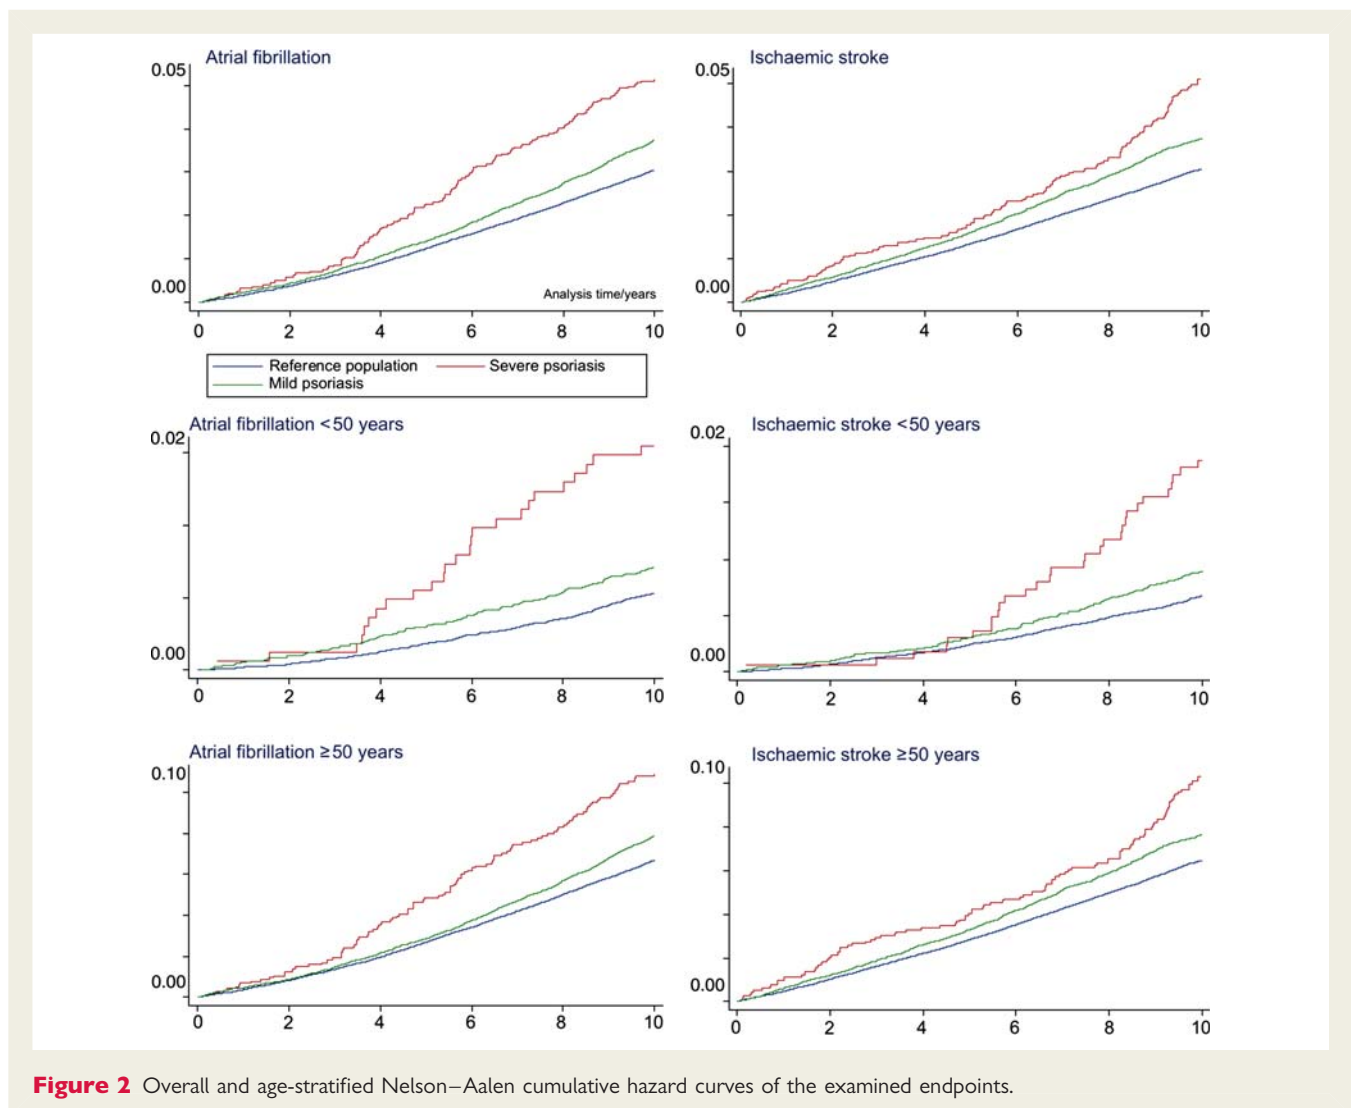 Atrial fibrillation
0.05
0.00
Analysis time/years
0 2 4 6 8 10
Ischaemic stroke
0.05
0.00
0 2 4 6 8 10
Reference population Severe psoriasis
Mild psoriasis
Atrial fibrillation <50 years
0.02
0.00
0 2 4 6 8 10
Ischaemic stroke <50 years
0.02
0.00
0 2 4 6 8 10
Atrial fibrillation ≥50 years
0.10
0.00
0 2 4 6 8 10
Ischaemic stroke ≥50 years
0.10
0.00
0 2 4 6 8 10
Figure 2 Overall and age-stratified Nelson–Aalen cumulative hazard curves of the examined endpoints.